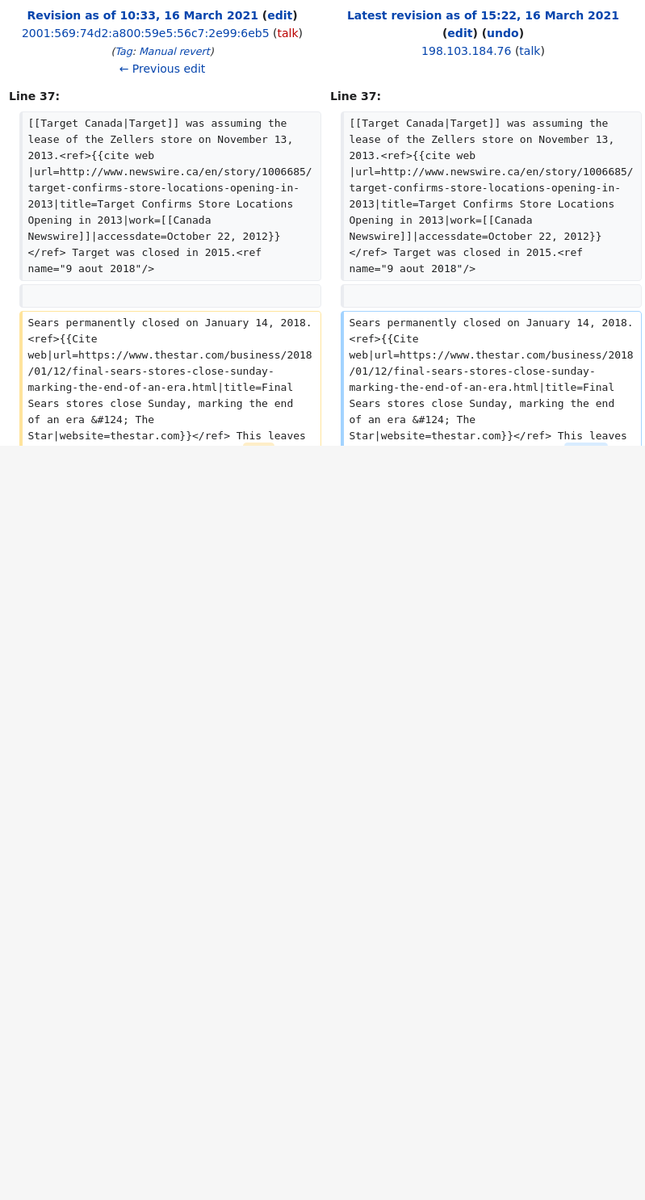 Revision as of 10:33, 16 March 2021 (edit)
2001:569:74d2:a800:59e5:56c7:2e99:6eb5 (talk)
(Tag: Manual revert)
← Previous edit
Latest revision as of 15:22, 16 March 2021
(edit) (undo)
198.103.184.76 (talk)
Line 37:
[[Target Canada|Target]] was assuming the
lease of the Zellers store on November 13,
2013.<ref>{{cite web
|url=http://www.newswire.ca/en/story/1006685/
target-confirms-store-locations-opening-in-
2013|title=Target Confirms Store Locations
Opening in 2013|work=[[Canada
Newswire]]|accessdate=October 22, 2012}}
</ref> Target was closed in 2015.<ref
name="9 aout 2018"/>
Sears permanently closed on January 14, 2018.
<ref>{{Cite
web|url=https://www.thestar.com/business/2018
/01/12/final-sears-stores-close-sunday-
marking-the-end-of-an-era.html|title=Final
Sears stores close Sunday, marking the end
of an era &#124; The
Star|website=thestar.com}}</ref> This leaves
Line 37:
[[Target Canada|Target]] was assuming the
lease of the Zellers store on November 13,
2013.<ref>{{cite web
|url=http://www.newswire.ca/en/story/1006685/
target-confirms-store-locations-opening-in-
2013|title=Target Confirms Store Locations
Opening in 2013|work=[[Canada
Newswire]]|accessdate=October 22, 2012}}
</ref> Target was closed in 2015.<ref
name="9 aout 2018"/>
Sears permanently closed on January 14, 2018.
<ref>{{Cite
web|url=https://www.thestar.com/business/2018
/01/12/final-sears-stores-close-sunday-
marking-the-end-of-an-era.html|title=Final
Sears stores close Sunday, marking the end
of an era &#124; The
Star|website=thestar.com}}</ref> This leaves